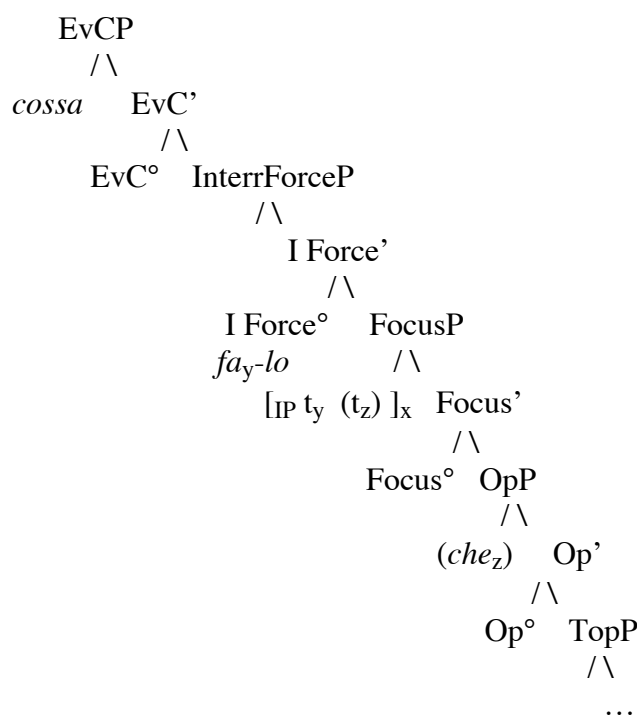 EvCP
/ \
cossa EvC’
/ \
EvC° InterrForceP
/ \
I Force’
/ \
I Force° FocusP
fay-lo / \
[IP ty (tz) ]x Focus’
/ \
Focus° OpP
/ \
(chez) Op’
/ \
Op° TopP
/ \
…